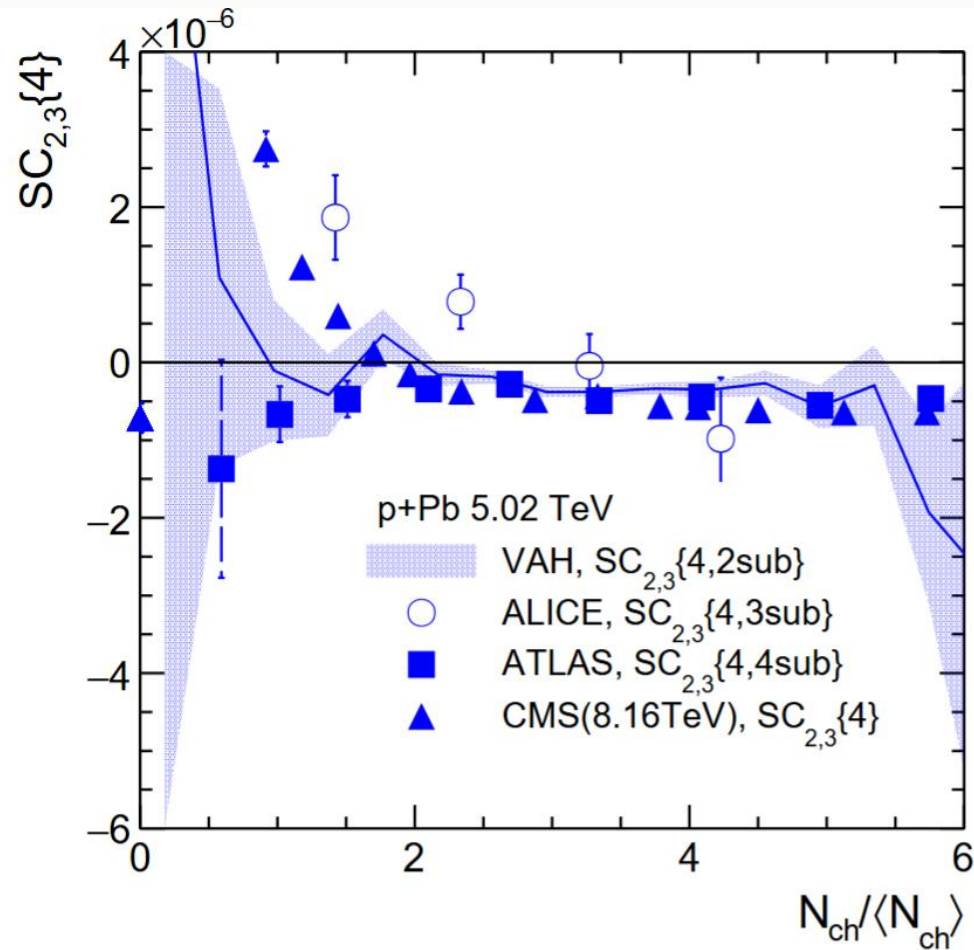 ×10⁻⁶
SC₂,₃{4}
4
2
0
−2
−4
−6
p+Pb 5.02 TeV
VAH, SC₂,₃{4,2sub}
ALICE, SC₂,₃{4,3sub}
ATLAS, SC₂,₃{4,4sub}
CMS(8.16TeV), SC₂,₃{4}
0 2 4 6
N_ch/⟨N_ch⟩